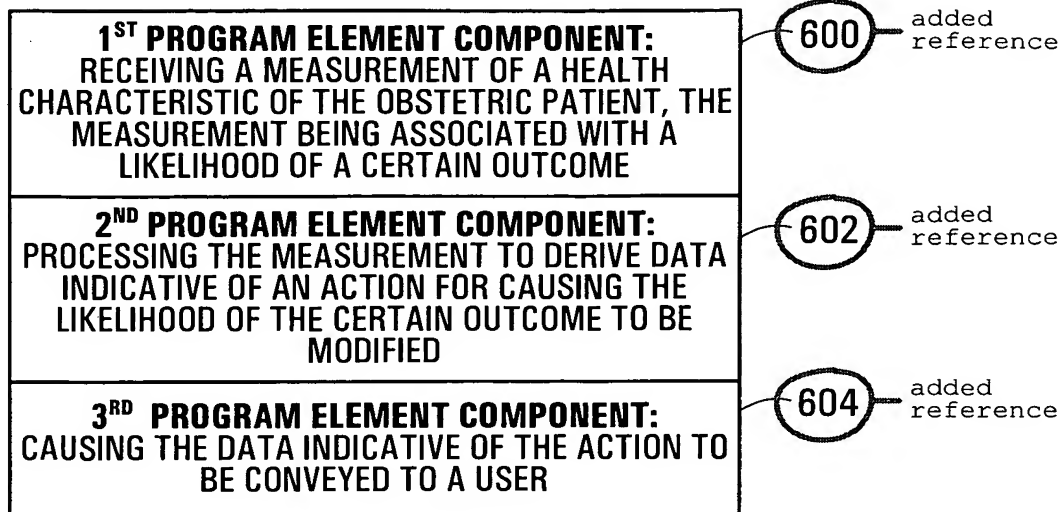 1ST PROGRAM ELEMENT COMPONENT:
RECEIVING A MEASUREMENT OF A HEALTH
CHARACTERISTIC OF THE OBSTETRIC PATIENT, THE
MEASUREMENT BEING ASSOCIATED WITH A
LIKELIHOOD OF A CERTAIN OUTCOME
600
added
reference
2ND PROGRAM ELEMENT COMPONENT:
PROCESSING THE MEASUREMENT TO DERIVE DATA
INDICATIVE OF AN ACTION FOR CAUSING THE
LIKELIHOOD OF THE CERTAIN OUTCOME TO BE
MODIFIED
602
added
reference
3RD PROGRAM ELEMENT COMPONENT:
CAUSING THE DATA INDICATIVE OF THE ACTION TO
BE CONVEYED TO A USER
604
added
reference